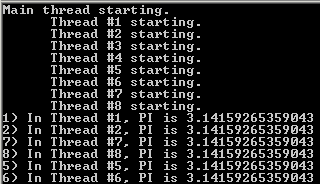 Main thread starting.
Thread #1 starting.
Thread #2 starting.
Thread #3 starting.
Thread #4 starting.
Thread #5 starting.
Thread #6 starting.
Thread #7 starting.
Thread #8 starting.
1) In Thread #1, PI is 3.14159265359043
2) In Thread #2, PI is 3.14159265359043
7) In Thread #7, PI is 3.14159265359043
8) In Thread #8, PI is 3.14159265359043
5) In Thread #5, PI is 3.14159265359043
6) In Thread #6, PI is 3.14159265359043